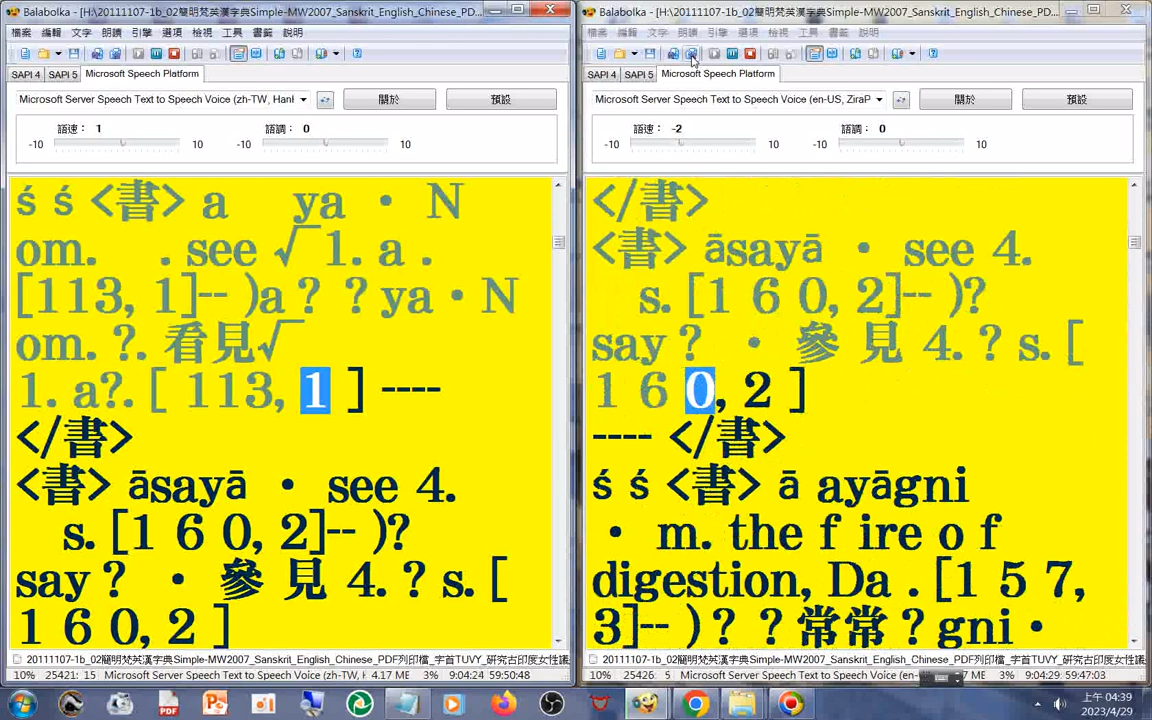 Balabolka - [H:\20111107-1b_02簡明梵英漢字典Simple-MW2007_Sanskrit_English_Chinese_PD...
檔案 編輯 文字 朗讀 引擎 選項 檢視 工具 書籤 說明
SAPI 4 SAPI 5 Microsoft Speech Platform
Microsoft Server Speech Text to Speech Voice (zh-TW, Hanl 關於 預設
語速： 1 語調： 0
-10 10 -10 10
ś ś <書> a ya · N
om. . see √ 1. a .
[113, 1]-- )a ? ? ya · N
om. ?. 看見√
1. a?. [ 113, 1 ] ----
</書>
<書> āsayā · see 4.
s. [1 6 0, 2]-- )?
say ? · 參 見 4. ? s. [
1 6 0, 2 ]
20111107-1b_02簡明梵英漢字典Simple-MW2007_Sanskrit_English_Chinese_PDF列印檔_字首TUVY_研究古印度女性議
10% 25421: 15 Microsoft Server Speech Text to Speech Voice (zh-TW, 4.17 ME 3% 9:04:24 59:50:48
Balabolka - [H:\20111107-1b_02簡明梵英漢字典Simple-MW2007_Sanskrit_English_Chinese_PDF...
檔案 編輯 文字 朗讀 引擎 選項 檢視 工具 書籤 說明
SAPI 4 SAPI 5 Microsoft Speech Platform
Microsoft Server Speech Text to Speech Voice (en-US, ZiraP 關於 預設
語速： -2 語調： 0
-10 10 -10 10
</書>
<書> āsayā · see 4.
s. [1 6 0, 2]-- )?
say ? · 參 見 4. ? s. [
1 6 0, 2 ]
---- </書>
ś ś <書> ā ayāgni
· m. the f ire o f
digestion, Da . [1 5 7,
3]-- ) ? ? 常常 ? gni ·
20111107-1b_02簡明梵英漢字典Simple-MW2007_Sanskrit_English_Chinese_PDF列印檔_字首TUVY_研究古印度女性議
10% 25426: 5 Microsoft Server Speech Text to Speech Voice (en-US, ME 3% 9:04:29 59:47:03
上午 04:39
2023/4/29